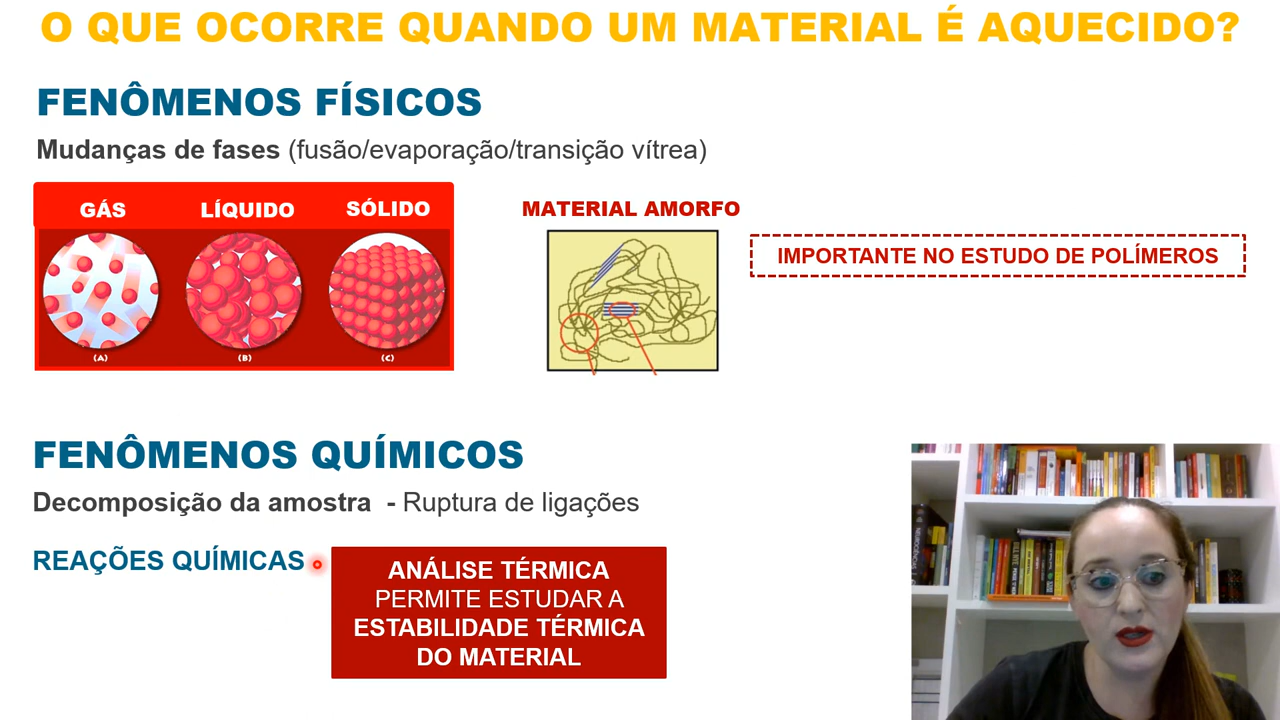 O QUE OCORRE QUANDO UM MATERIAL É AQUECIDO?
FENÔMENOS FÍSICOS
Mudanças de fases (fusão/evaporação/transição vítrea)
GÁS LÍQUIDO SÓLIDO
(A) (B) (C)
MATERIAL AMORFO
IMPORTANTE NO ESTUDO DE POLÍMEROS
FENÔMENOS QUÍMICOS
Decomposição da amostra - Ruptura de ligações
REAÇÕES QUÍMICAS
ANÁLISE TÉRMICA
PERMITE ESTUDAR A
ESTABILIDADE TÉRMICA
DO MATERIAL